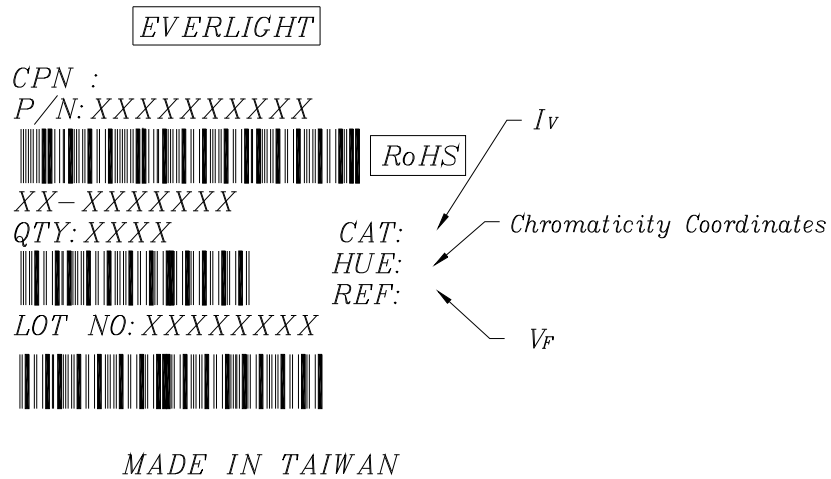 EVERLIGHT
CPN :
P/N: XXXXXXXXXX
RoHS
XX-XXXXXXX
QTY: XXXX
CAT:
HUE:
REF:
LOT NO: XXXXXXXX
MADE IN TAIWAN
IV
Chromaticity Coordinates
VF